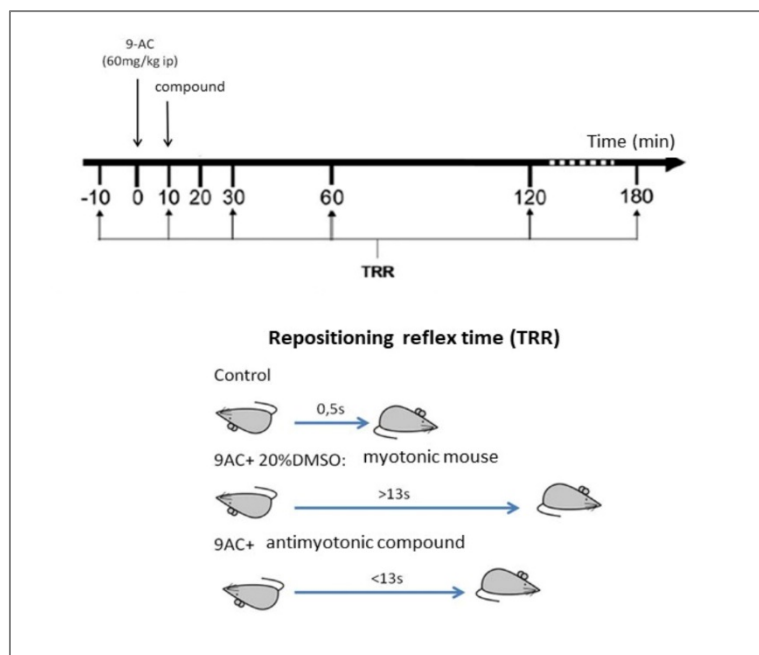 9-AC
(60mg/kg ip)
compound
Time (min)
-10 0 10 20 30 60 120 180
TRR
Repositioning reflex time (TRR)
Control
0,5s
9AC+ 20%DMSO: myotonic mouse
>13s
9AC+ antimyotonic compound
<13s